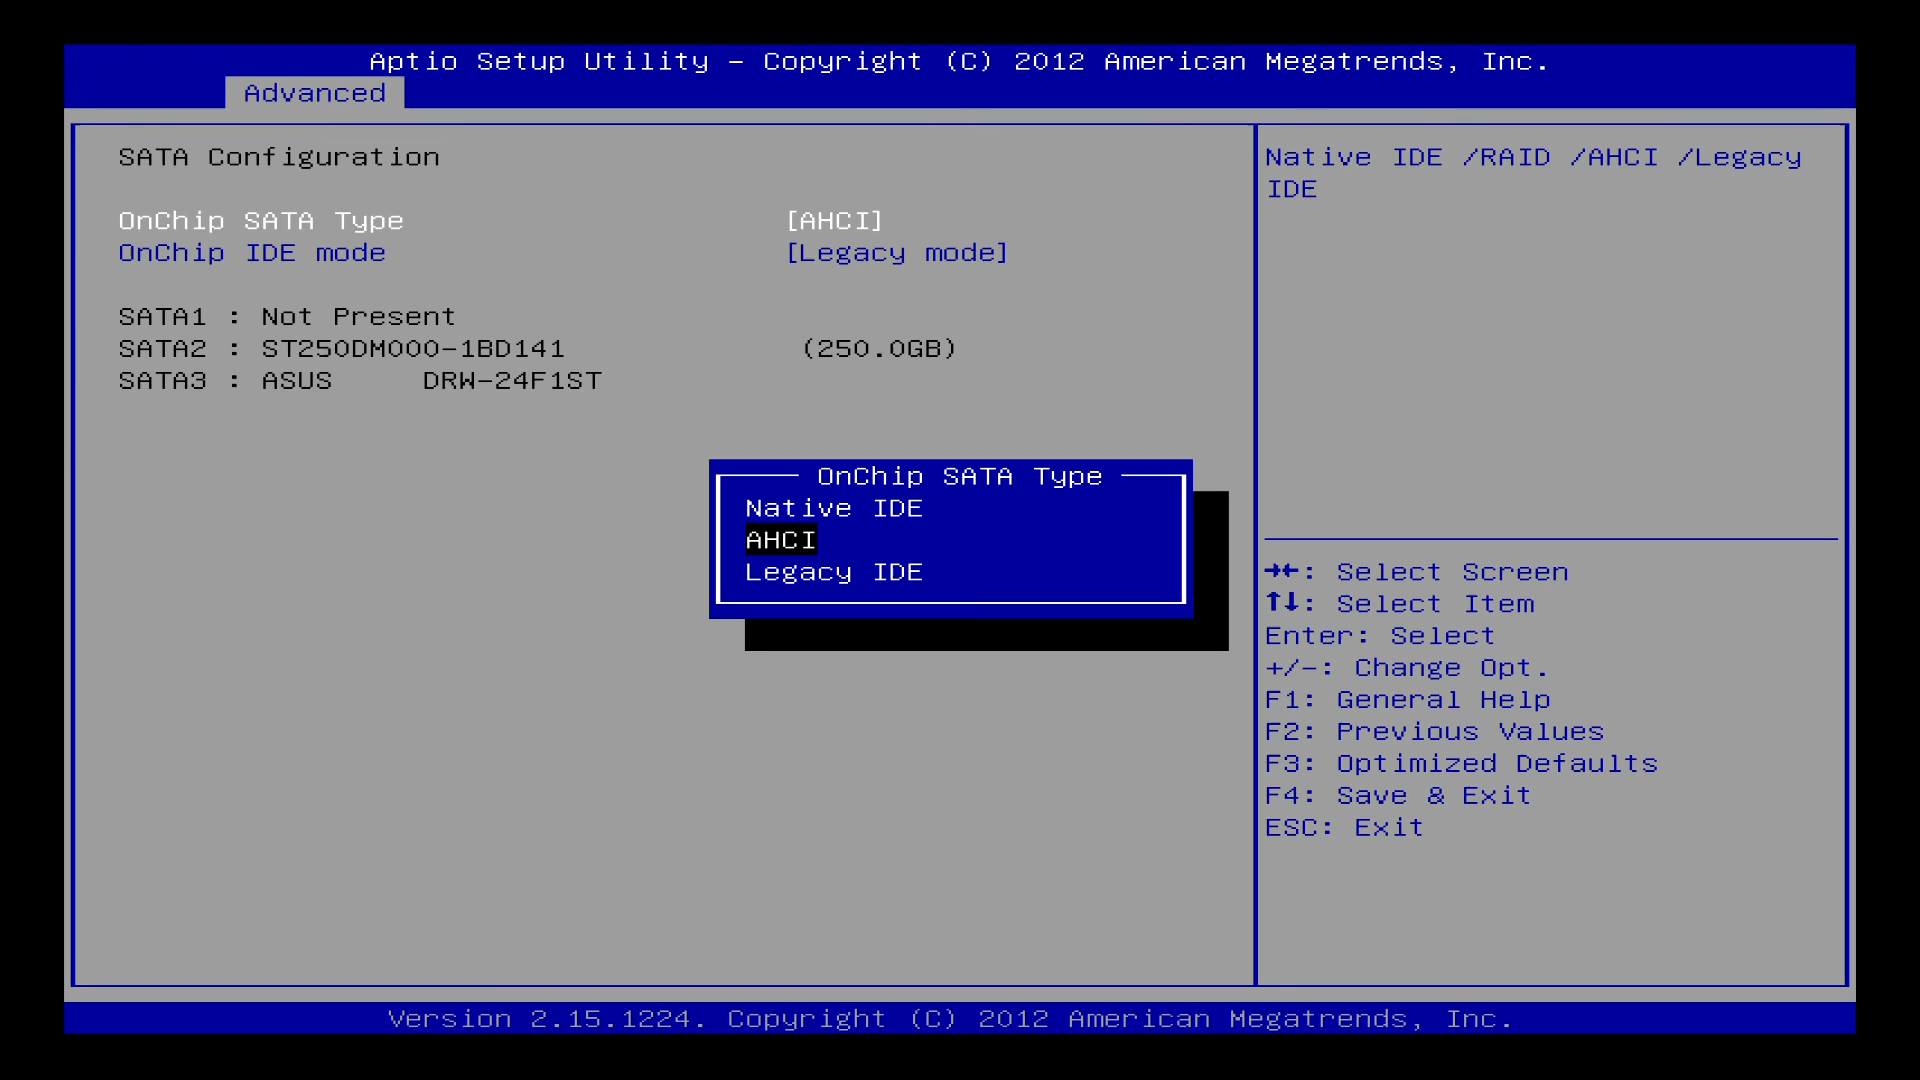 Aptio Setup Utility – Copyright (C) 2012 American Megatrends, Inc.
Advanced
SATA Configuration
OnChip SATA Type [AHCI]
OnChip IDE mode [Legacy mode]
SATA1 : Not Present
SATA2 : ST250DM000-1BD141 (250.0GB)
SATA3 : ASUS DRW-24F1ST
OnChip SATA Type
Native IDE
AHCI
Legacy IDE
Native IDE /RAID /AHCI /Legacy
IDE
→←: Select Screen
↑↓: Select Item
Enter: Select
+/-: Change Opt.
F1: General Help
F2: Previous Values
F3: Optimized Defaults
F4: Save & Exit
ESC: Exit
Version 2.15.1224. Copyright (C) 2012 American Megatrends, Inc.